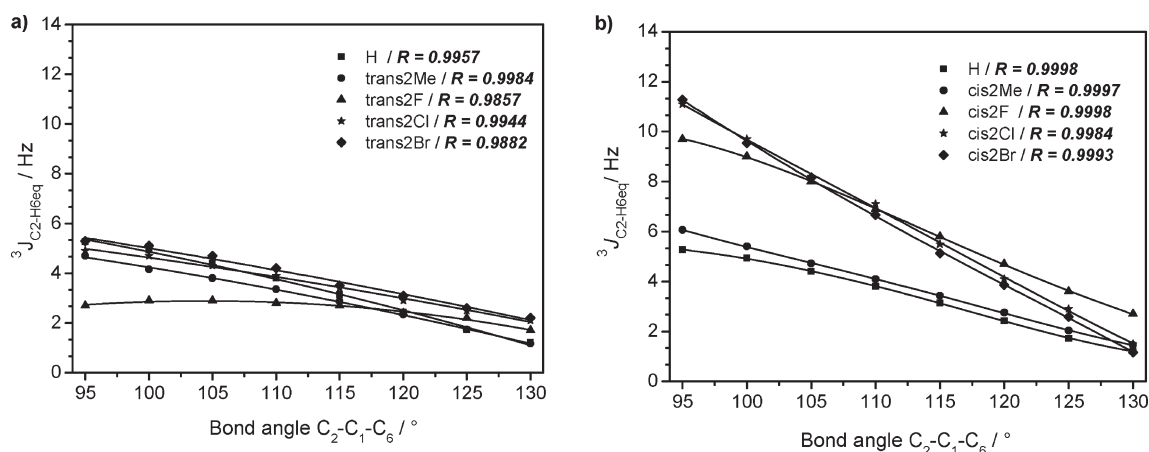 a)
14
12
10
8
6
4
2
0
³J_C2-H6eq / Hz
H / R = 0.9957
trans2Me / R = 0.9984
trans2F / R = 0.9857
trans2Cl / R = 0.9944
trans2Br / R = 0.9882
95 100 105 110 115 120 125 130
Bond angle C₂-C₁-C₆ / °
b)
14
12
10
8
6
4
2
0
³J_C2-H6eq / Hz
H / R = 0.9998
cis2Me / R = 0.9997
cis2F / R = 0.9998
cis2Cl / R = 0.9984
cis2Br / R = 0.9993
95 100 105 110 115 120 125 130
Bond angle C₂-C₁-C₆ / °